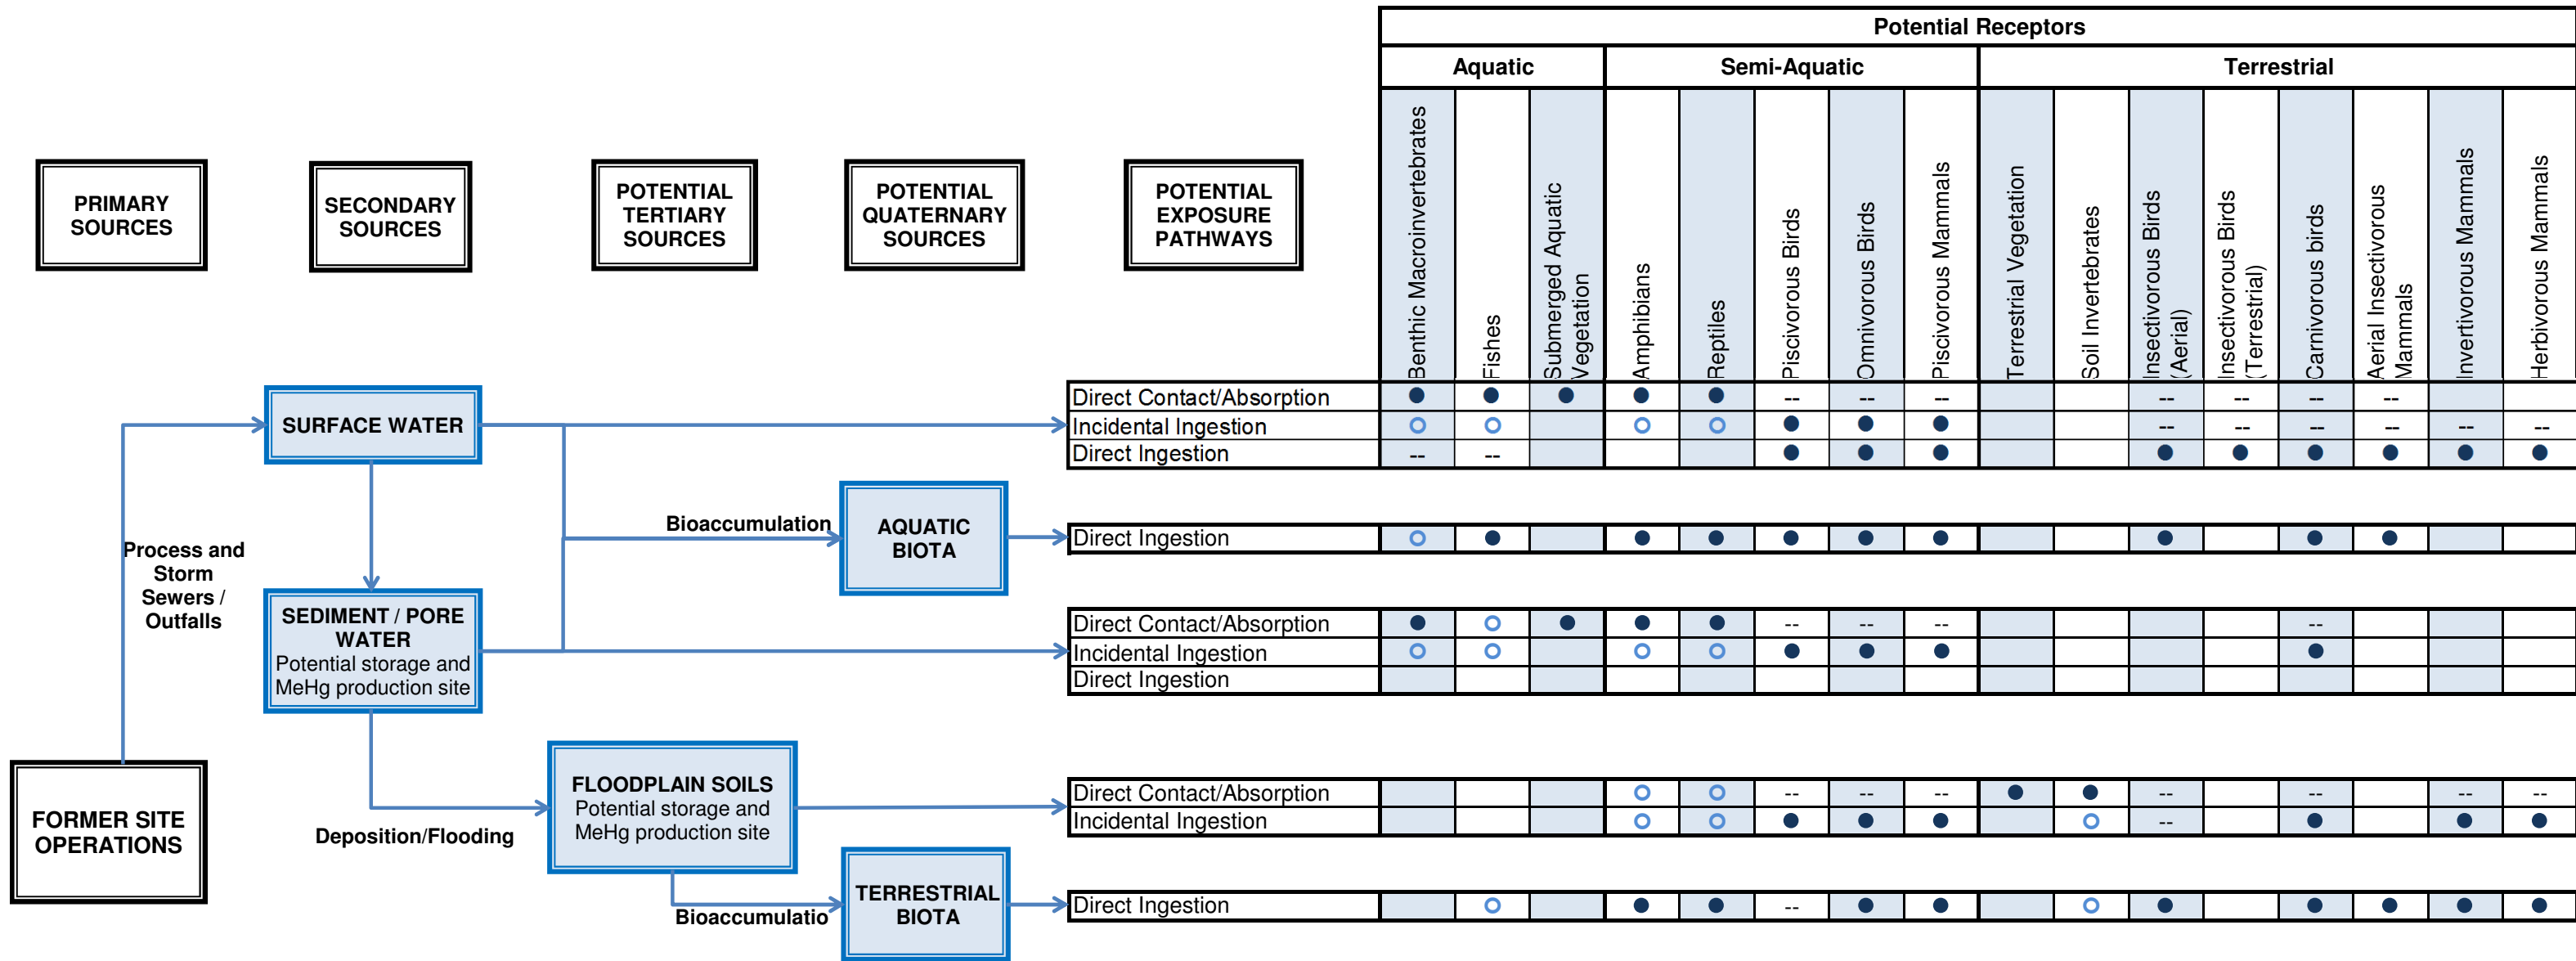 Potential Receptors
Aquatic
Semi-Aquatic
Terrestrial
PRIMARY
SOURCES
SECONDARY
SOURCES
POTENTIAL
TERTIARY
SOURCES
POTENTIAL
QUATERNARY
SOURCES
POTENTIAL
EXPOSURE
PATHWAYS
Benthic Macroinvertebrates
Fishes
Submerged Aquatic
Vegetation
Amphibians
Reptiles
Piscivorous Birds
Omnivorous Birds
Piscivorous Mammals
Terrestrial Vegetation
Soil Invertebrates
Insectivorous Birds
(Aerial)
Insectivorous Birds
(Terrestrial)
Carnivorous birds
Aerial Insectivorous
Mammals
Invertivorous Mammals
Herbivorous Mammals
SURFACE WATER
Direct Contact/Absorption -- -- -- -- -- -- --
Incidental Ingestion -- -- -- -- -- --
Direct Ingestion -- --
Process and
Storm
Sewers /
Outfalls
Bioaccumulation
AQUATIC
BIOTA
Direct Ingestion
SEDIMENT / PORE
WATER
Potential storage and
MeHg production site
Direct Contact/Absorption -- -- -- --
Incidental Ingestion
Direct Ingestion
FORMER SITE
OPERATIONS
Deposition/Flooding
FLOODPLAIN SOILS
Potential storage and
MeHg production site
Direct Contact/Absorption -- -- -- -- -- -- --
Incidental Ingestion --
Bioaccumulatio
TERRESTRIAL
BIOTA
Direct Ingestion --